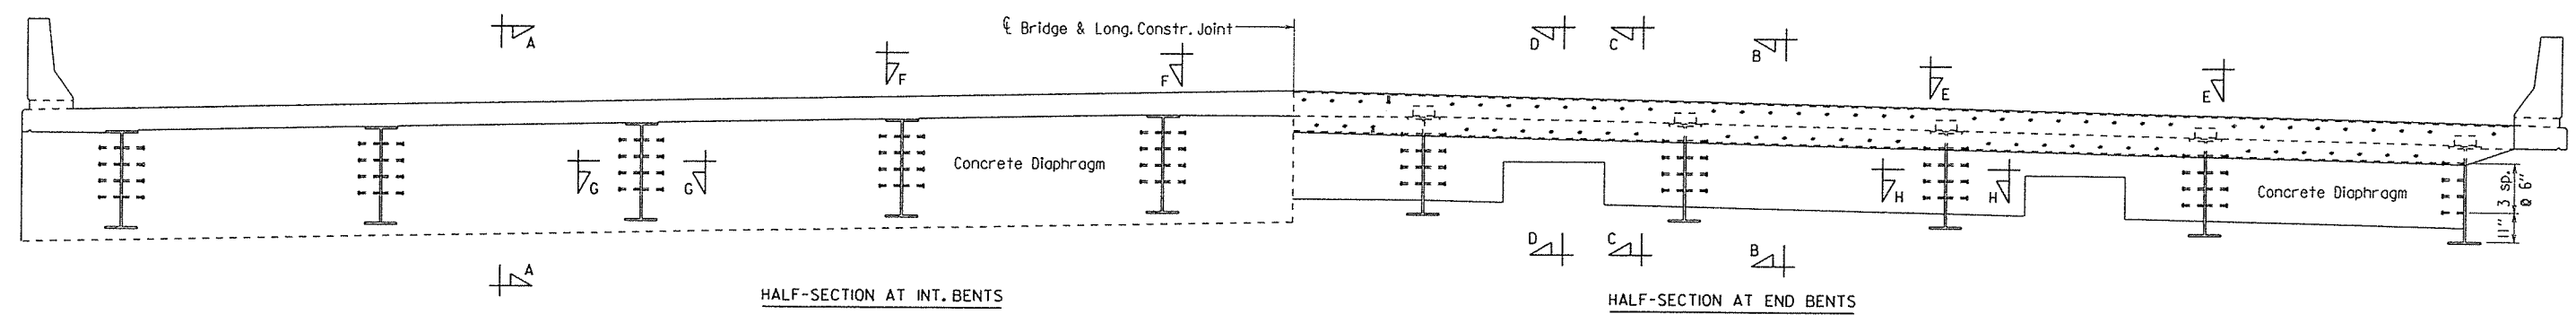 ℄ Bridge & Long. Constr. Joint
A
F
F
D
C
B
E
E
Concrete Diaphragm
G
G
H
H
Concrete Diaphragm
3 sp.
@ 6"
11"
D
C
B
A
HALF-SECTION AT INT. BENTS
HALF-SECTION AT END BENTS